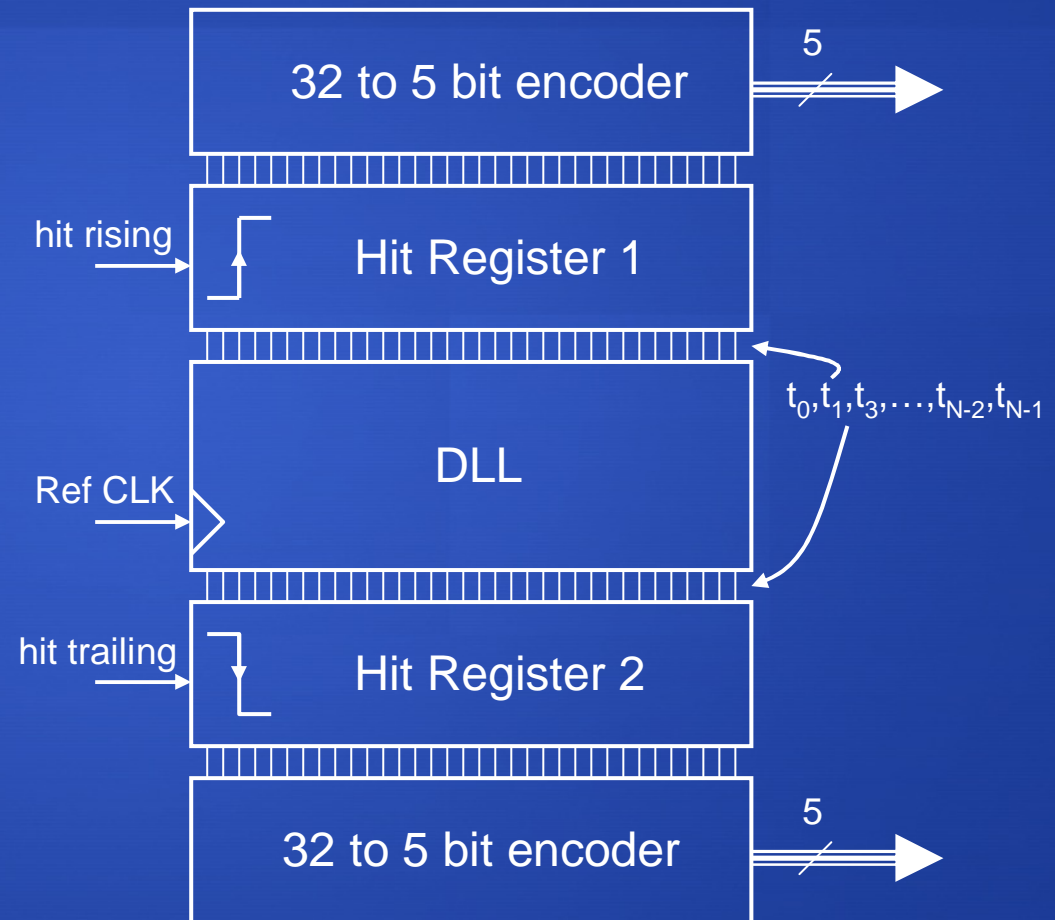 32 to 5 bit encoder
5
hit rising
Hit Register 1
t0,t1,t3,...,tN-2,tN-1
DLL
Ref CLK
hit trailing
Hit Register 2
32 to 5 bit encoder
5